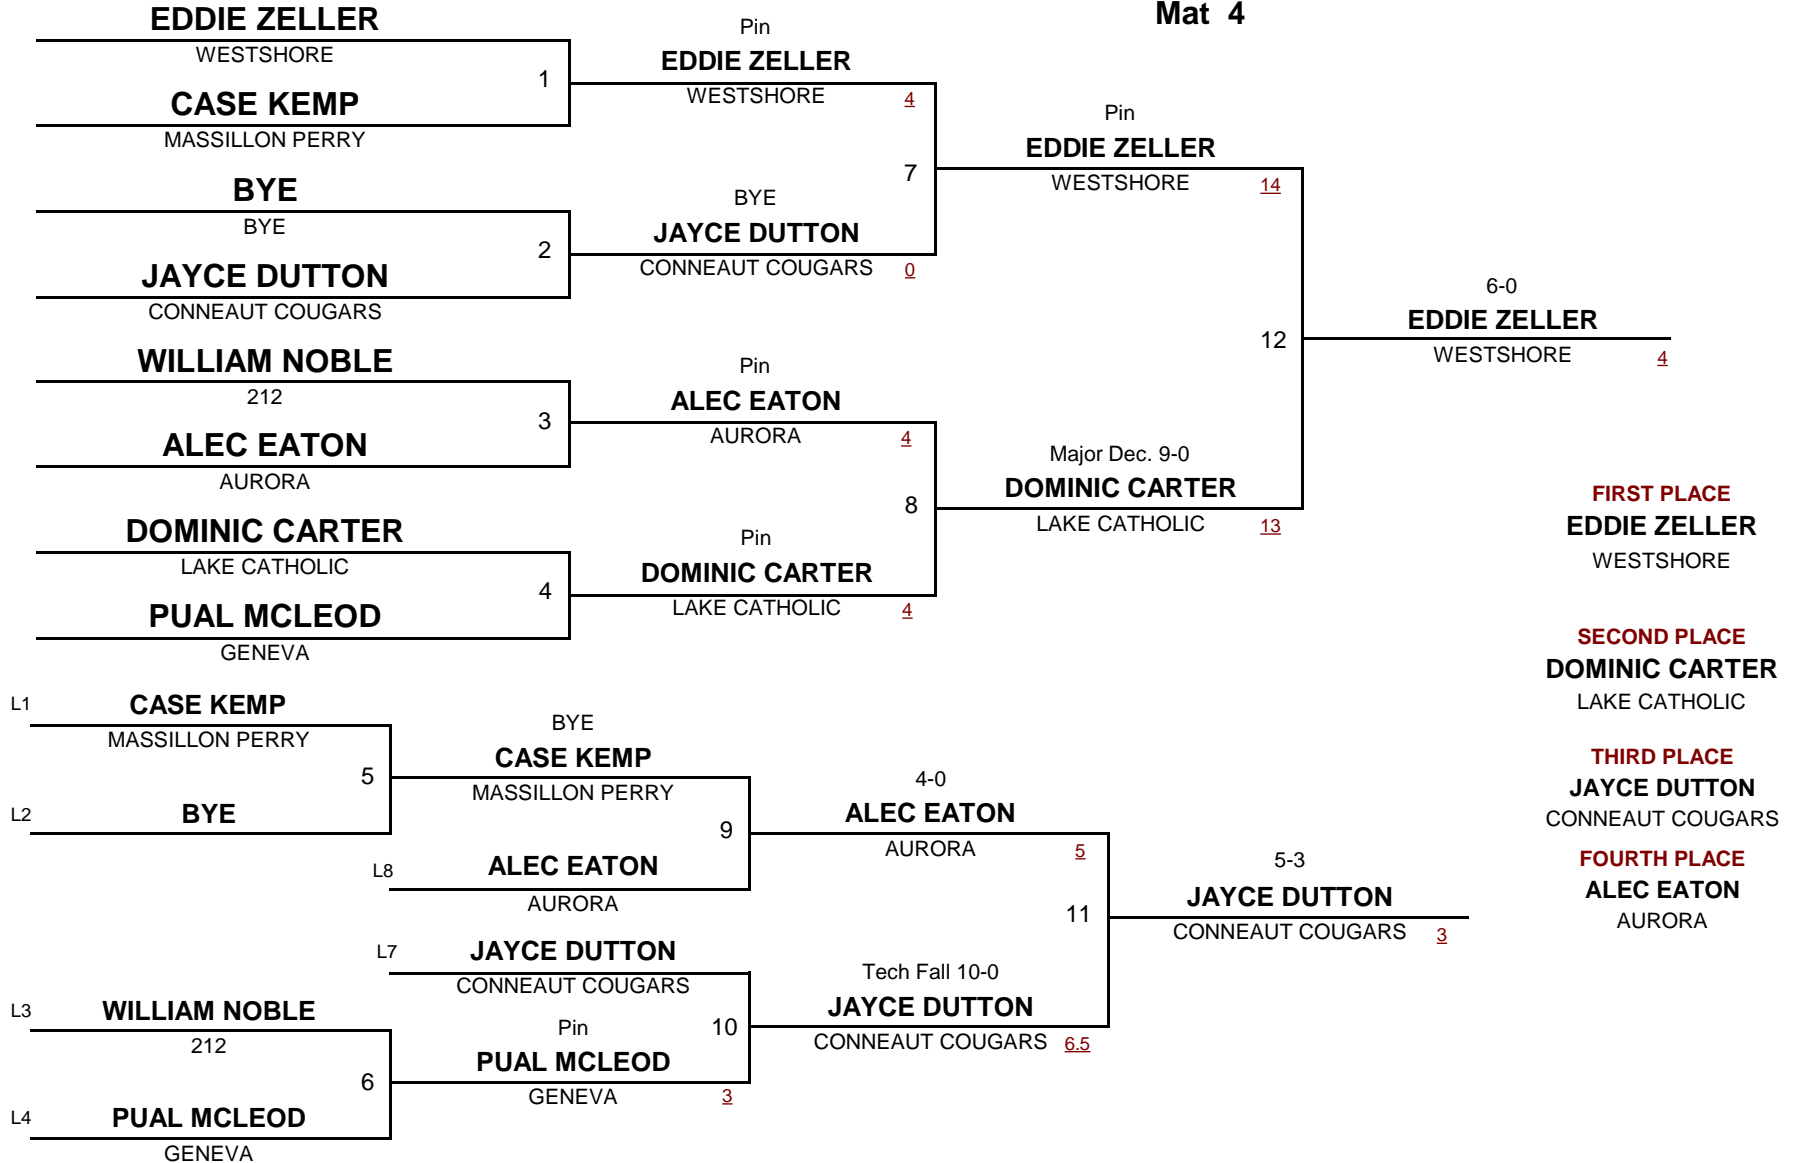 Mat 4
EDDIE ZELLER
WESTSHORE
1
CASE KEMP
MASSILLON PERRY
BYE
BYE
2
JAYCE DUTTON
CONNEAUT COUGARS
WILLIAM NOBLE
212
3
ALEC EATON
AURORA
DOMINIC CARTER
LAKE CATHOLIC
4
PUAL MCLEOD
GENEVA
Pin
EDDIE ZELLER
WESTSHORE 4
7
BYE
JAYCE DUTTON
CONNEAUT COUGARS 0
Pin
ALEC EATON
AURORA 4
8
Pin
DOMINIC CARTER
LAKE CATHOLIC 4
Pin
EDDIE ZELLER
WESTSHORE 14
12
Major Dec. 9-0
DOMINIC CARTER
LAKE CATHOLIC 13
6-0
EDDIE ZELLER
WESTSHORE 4
FIRST PLACE
EDDIE ZELLER
WESTSHORE
SECOND PLACE
DOMINIC CARTER
LAKE CATHOLIC
THIRD PLACE
JAYCE DUTTON
CONNEAUT COUGARS
FOURTH PLACE
ALEC EATON
AURORA
L1 CASE KEMP
MASSILLON PERRY
5
L2 BYE
L3 WILLIAM NOBLE
212
6
L4 PUAL MCLEOD
GENEVA
BYE
CASE KEMP
MASSILLON PERRY
9
L8 ALEC EATON
AURORA
L7 JAYCE DUTTON
CONNEAUT COUGARS
10
Pin
PUAL MCLEOD
GENEVA 3
4-0
ALEC EATON
AURORA 5
11
Tech Fall 10-0
JAYCE DUTTON
CONNEAUT COUGARS 6.5
5-3
JAYCE DUTTON
CONNEAUT COUGARS 3